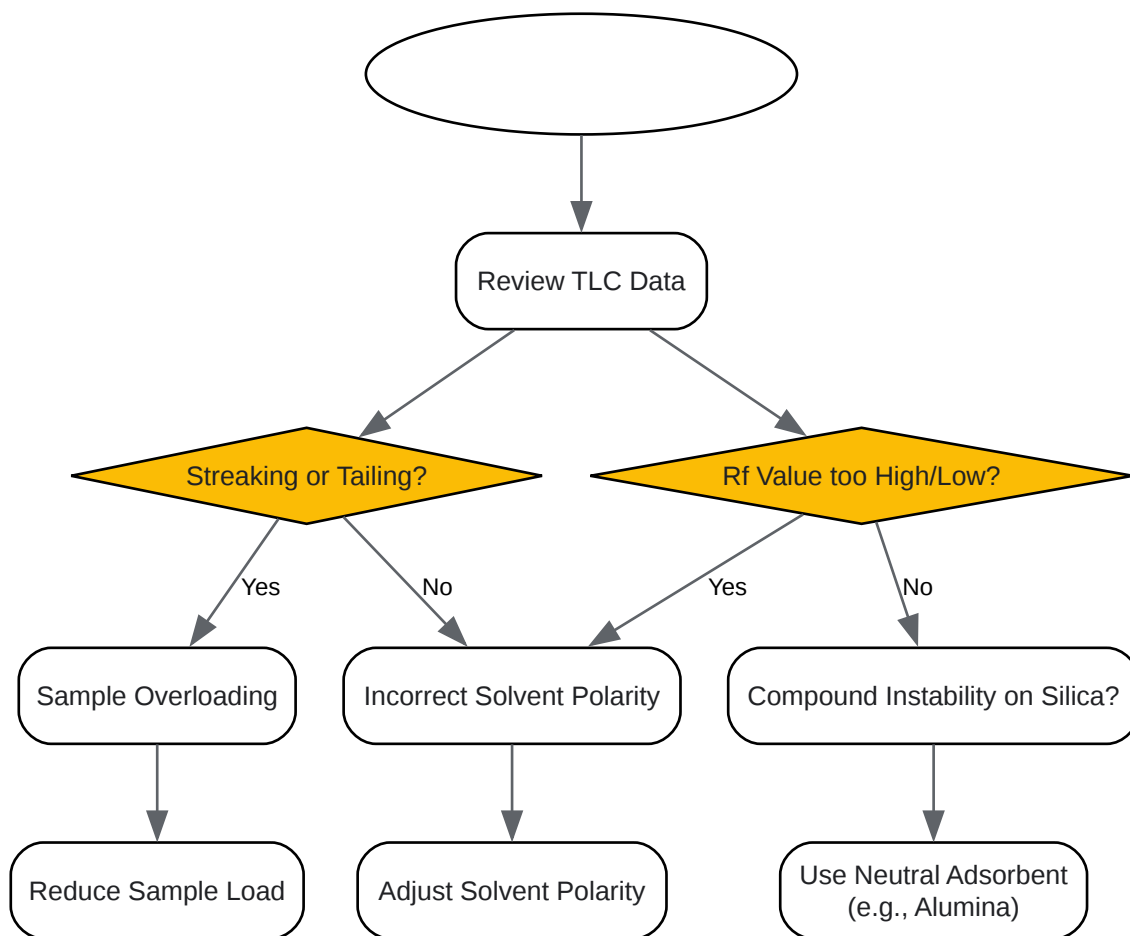 Review TLC Data
Streaking or Tailing?
Rf Value too High/Low?
Yes
No
Yes
No
Sample Overloading
Incorrect Solvent Polarity
Compound Instability on Silica?
Reduce Sample Load
Adjust Solvent Polarity
Use Neutral Adsorbent
(e.g., Alumina)